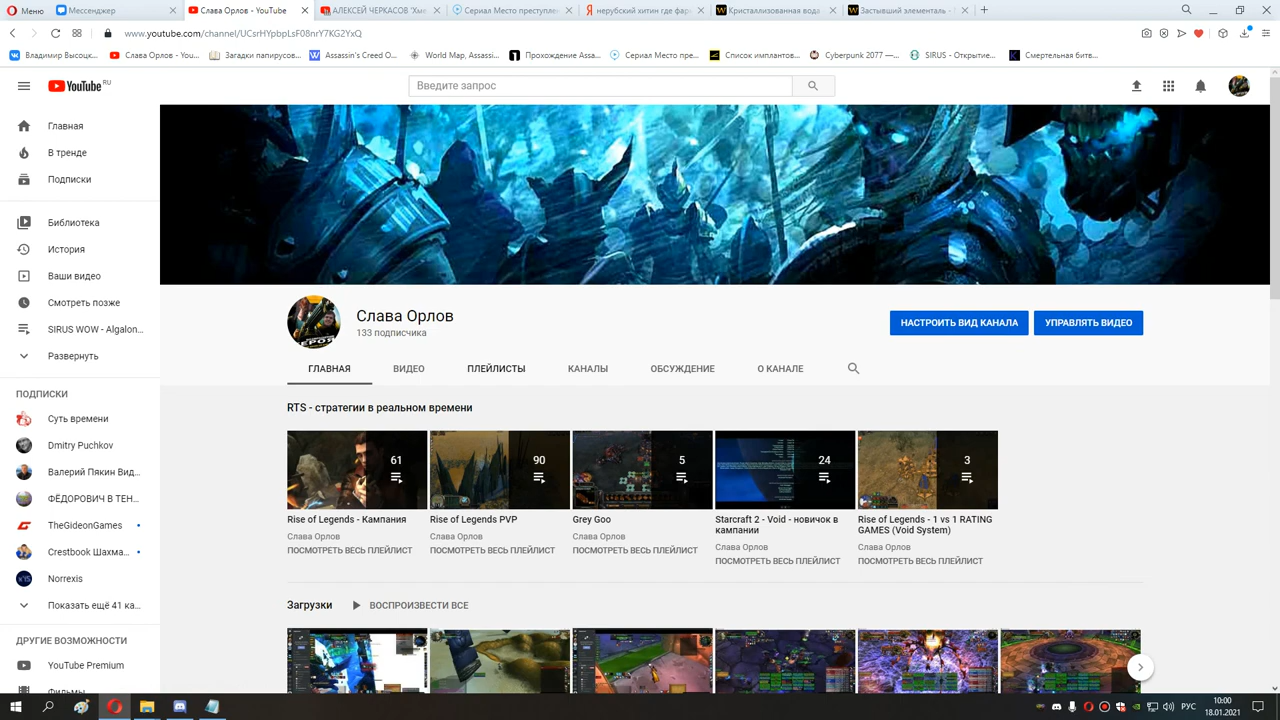 Меню
Мессенджер
Слава Орлов - YouTube
АЛЕКСЕЙ ЧЕРКАСОВ "Хме
Сериал Место преступлен
нерубский хитин где фар
Кристаллизованная вода
Застывший элементаль -
www.youtube.com/channel/UCsrHYpbpLsF08nrY7KG2YxQ
Владимир Высоцк...
Слава Орлов - You...
Загадки папирусов...
Assassin's Creed O...
World Map, Assassi...
Прохождение Assa...
Сериал Место пре...
Список имплантов...
Cyberpunk 2077 —...
SIRUS - Открытие...
Смертельная битв...
YouTube RU
Введите запрос
Главная
В тренде
Подписки
Библиотека
История
Ваши видео
Смотреть позже
SIRUS WOW - Algalon...
Развернуть
ПОДПИСКИ
Суть времени
Dmitry Puchkov
Валерий Пякин Вид...
ФЁДОРОВИЧ В ТЕН...
TheGideonGames
Crestbook Шахма...
Norrexis
Показать ещё 41 ка...
ДРУГИЕ ВОЗМОЖНОСТИ
YouTube Premium
Фильмы
Слава Орлов
133 подписчика
НАСТРОИТЬ ВИД КАНАЛА
УПРАВЛЯТЬ ВИДЕО
ГЛАВНАЯ
ВИДЕО
ПЛЕЙЛИСТЫ
КАНАЛЫ
ОБСУЖДЕНИЕ
О КАНАЛЕ
RTS - стратегии в реальном времени
61
90
5
24
3
Rise of Legends - Кампания
Слава Орлов
ПОСМОТРЕТЬ ВЕСЬ ПЛЕЙЛИСТ
Rise of Legends PVP
Слава Орлов
ПОСМОТРЕТЬ ВЕСЬ ПЛЕЙЛИСТ
Grey Goo
Слава Орлов
ПОСМОТРЕТЬ ВЕСЬ ПЛЕЙЛИСТ
Starcraft 2 - Void - новичок в
кампании
Слава Орлов
ПОСМОТРЕТЬ ВЕСЬ ПЛЕЙЛИСТ
Rise of Legends - 1 vs 1 RATING
GAMES (Void System)
Слава Орлов
ПОСМОТРЕТЬ ВЕСЬ ПЛЕЙЛИСТ
Загрузки
ВОСПРОИЗВЕСТИ ВСЕ
РУС
10:00
18.01.2021